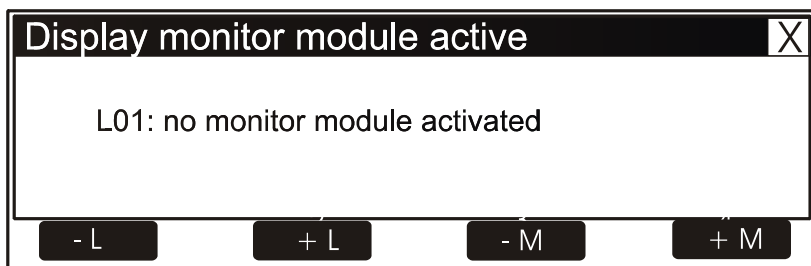 Display monitor module active X
L01: no monitor module activated
- L + L - M + M